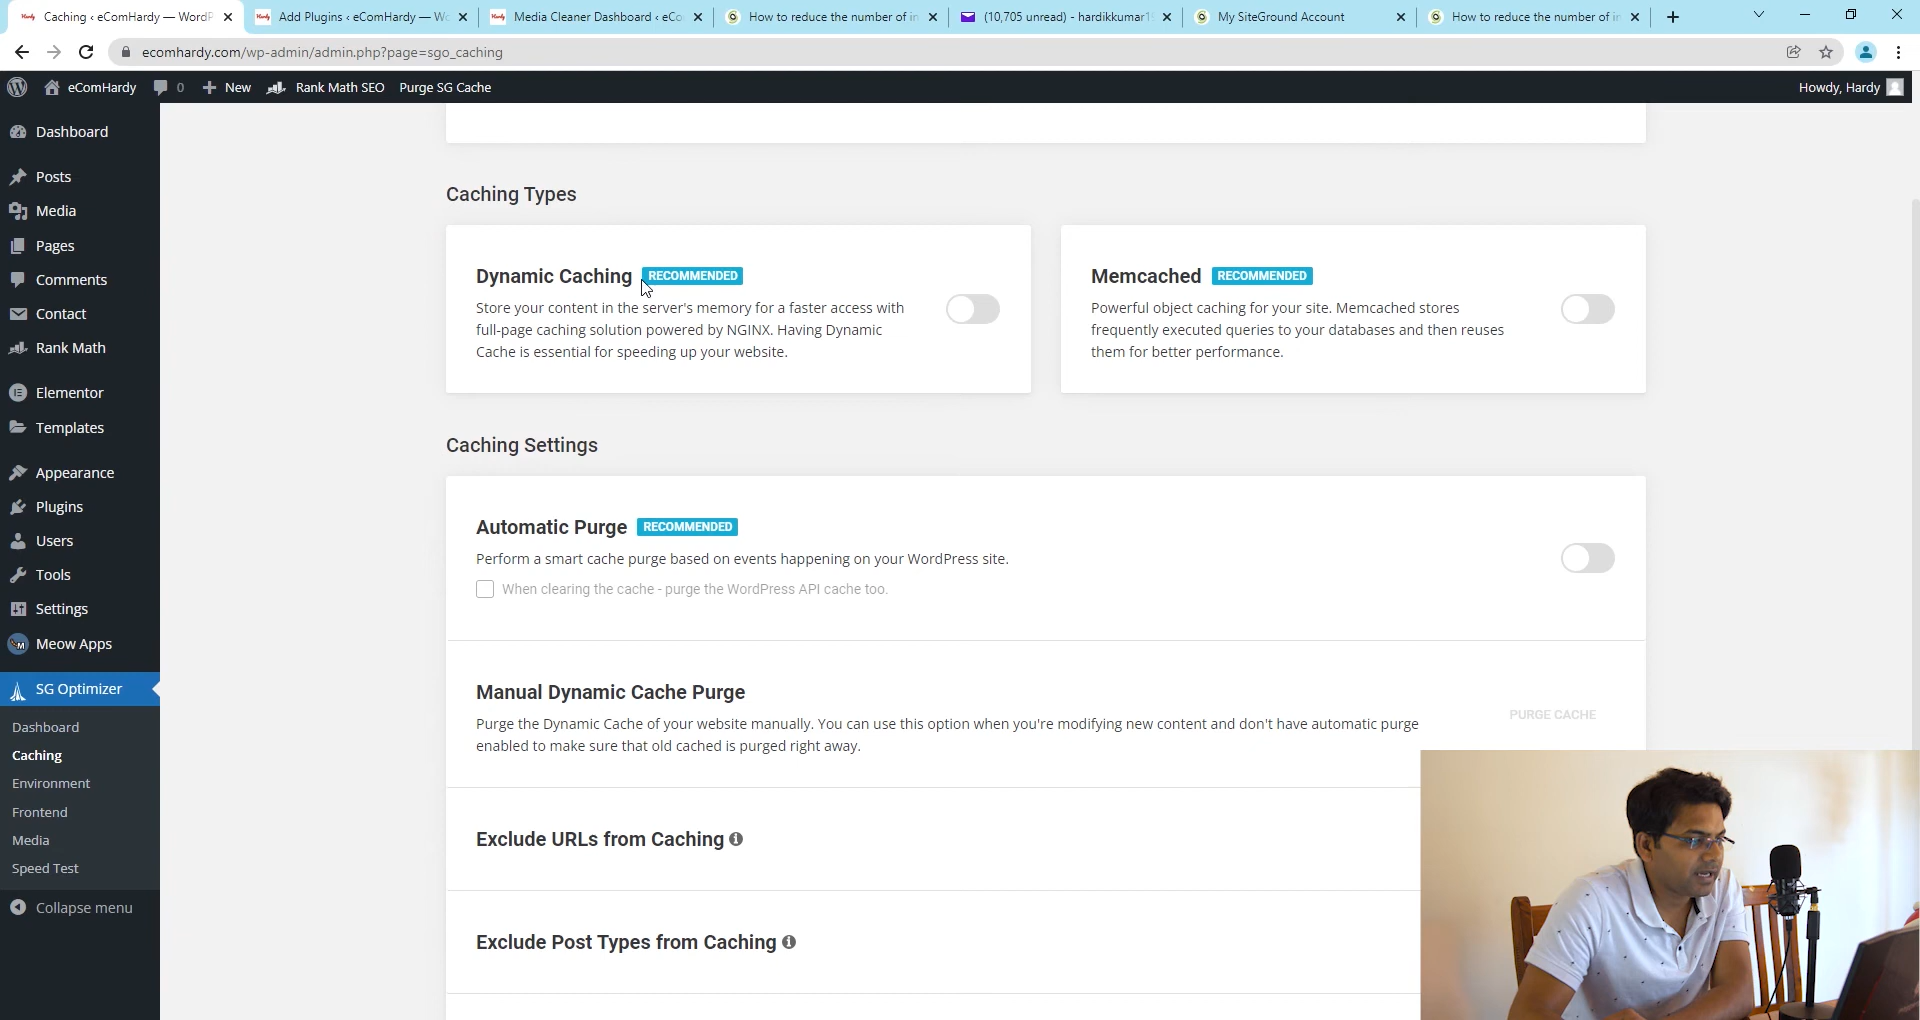 Caching ‹ eComHardy — WordP
Add Plugins ‹ eComHardy — Wo
Media Cleaner Dashboard ‹ eCo
How to reduce the number of in
(10,705 unread) - hardikkumar1
My SiteGround Account
How to reduce the number of in
ecomhardy.com/wp-admin/admin.php?page=sgo_caching
eComHardy
0
New
Rank Math SEO
Purge SG Cache
Howdy, Hardy
Dashboard
Posts
Media
Pages
Comments
Contact
Rank Math
Elementor
Templates
Appearance
Plugins
Users
Tools
Settings
Meow Apps
SG Optimizer
Dashboard
Caching
Environment
Frontend
Media
Speed Test
Collapse menu
Caching Types
Dynamic Caching RECOMMENDED
Store your content in the server's memory for a faster access with
full-page caching solution powered by NGINX. Having Dynamic
Cache is essential for speeding up your website.
Memcached RECOMMENDED
Powerful object caching for your site. Memcached stores
frequently executed queries to your databases and then reuses
them for better performance.
Caching Settings
Automatic Purge RECOMMENDED
Perform a smart cache purge based on events happening on your WordPress site.
When clearing the cache - purge the WordPress API cache too.
Manual Dynamic Cache Purge
Purge the Dynamic Cache of your website manually. You can use this option when you're modifying new content and don't have automatic purge
enabled to make sure that old cached is purged right away.
PURGE CACHE
Exclude URLs from Caching
Exclude Post Types from Caching